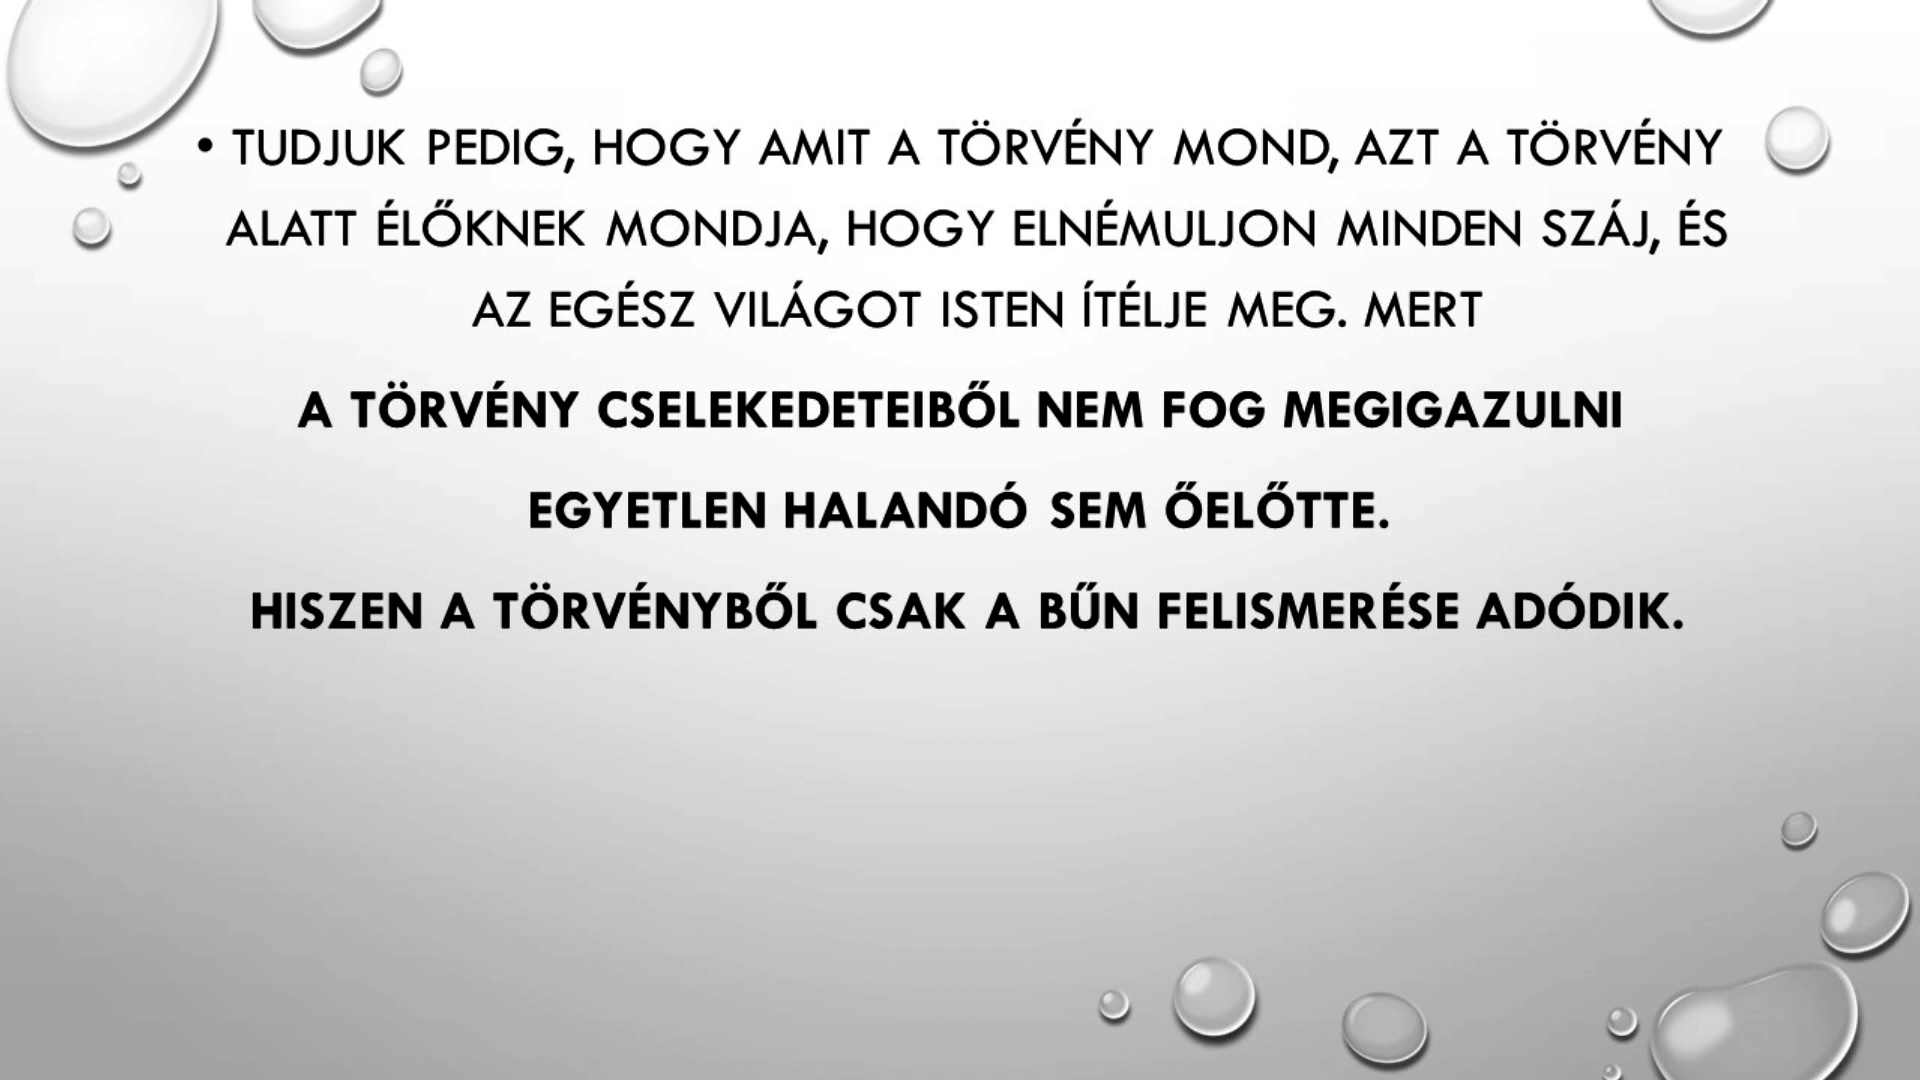 • TUDJUK PEDIG, HOGY AMIT A TÖRVÉNY MOND, AZT A TÖRVÉNY
ALATT ÉLŐKNEK MONDJA, HOGY ELNÉMULJON MINDEN SZÁJ, ÉS
AZ EGÉSZ VILÁGOT ISTEN ÍTÉLJE MEG. MERT
A TÖRVÉNY CSELEKEDETEIBŐL NEM FOG MEGIGAZULNI
EGYETLEN HALANDÓ SEM ŐELŐTTE.
HISZEN A TÖRVÉNYBŐL CSAK A BŰN FELISMERÉSE ADÓDIK.